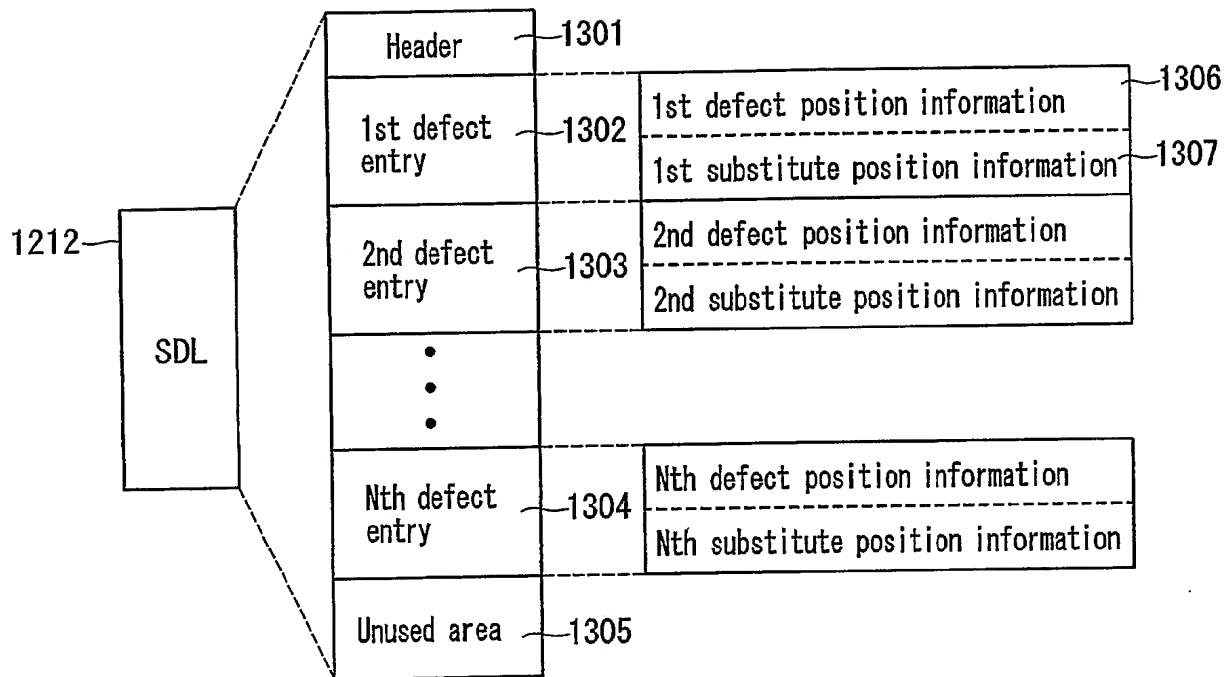 Header
1301
1306
1st defect position information
1st defect
entry
1302
1st substitute position information
1307
1212
2nd defect position information
2nd defect
entry
1303
2nd substitute position information
SDL
Nth defect position information
Nth defect
entry
1304
Nth substitute position information
Unused area
1305